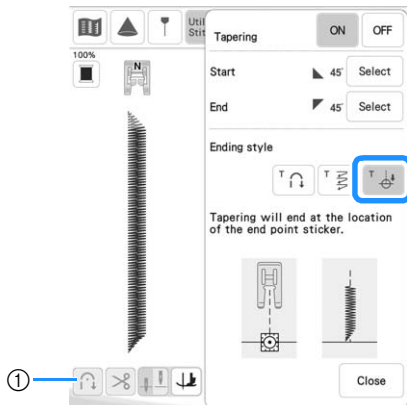 Util
Stit
100%
N
Tapering
ON
OFF
Start
45°
Select
End
45°
Select
Ending style
T
T
T
Tapering will end at the location
of the end point sticker.
①
Close